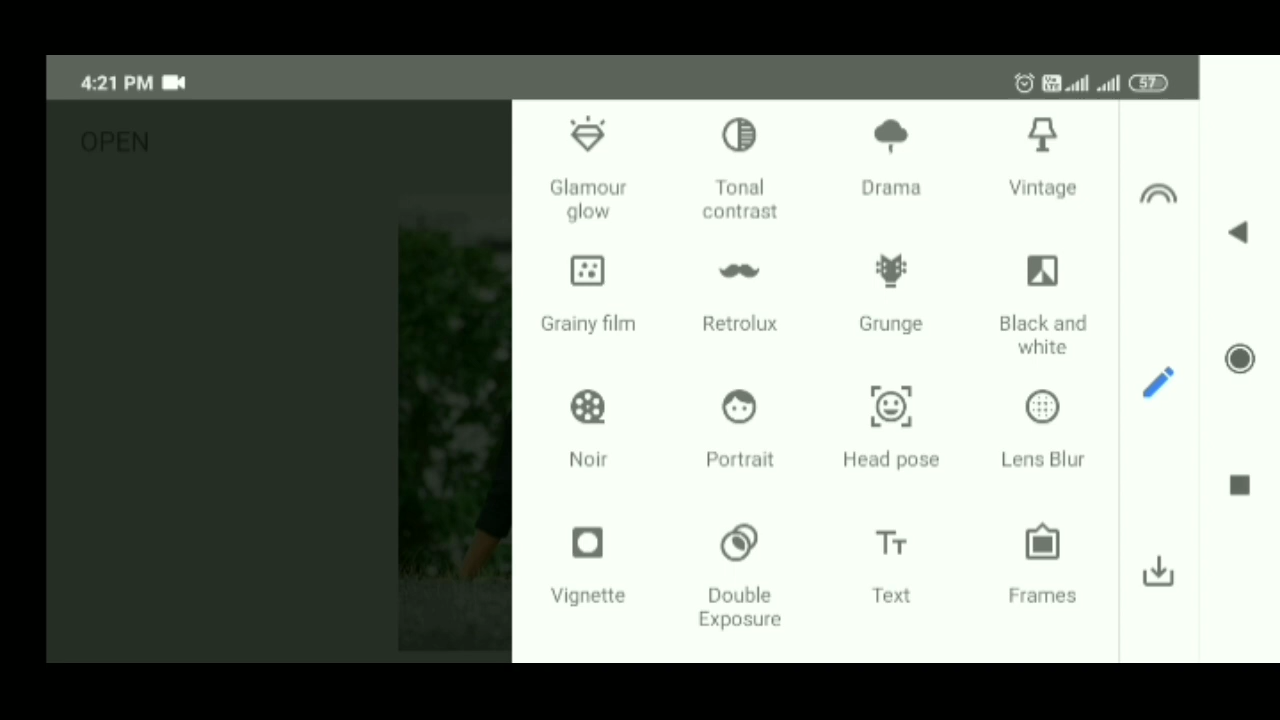 4:21 PM
57
OPEN
Glamour
glow
Tonal
contrast
Drama
Vintage
Grainy film
Retrolux
Grunge
Black and
white
Noir
Portrait
Head pose
Lens Blur
Vignette
Double
Exposure
Text
Frames